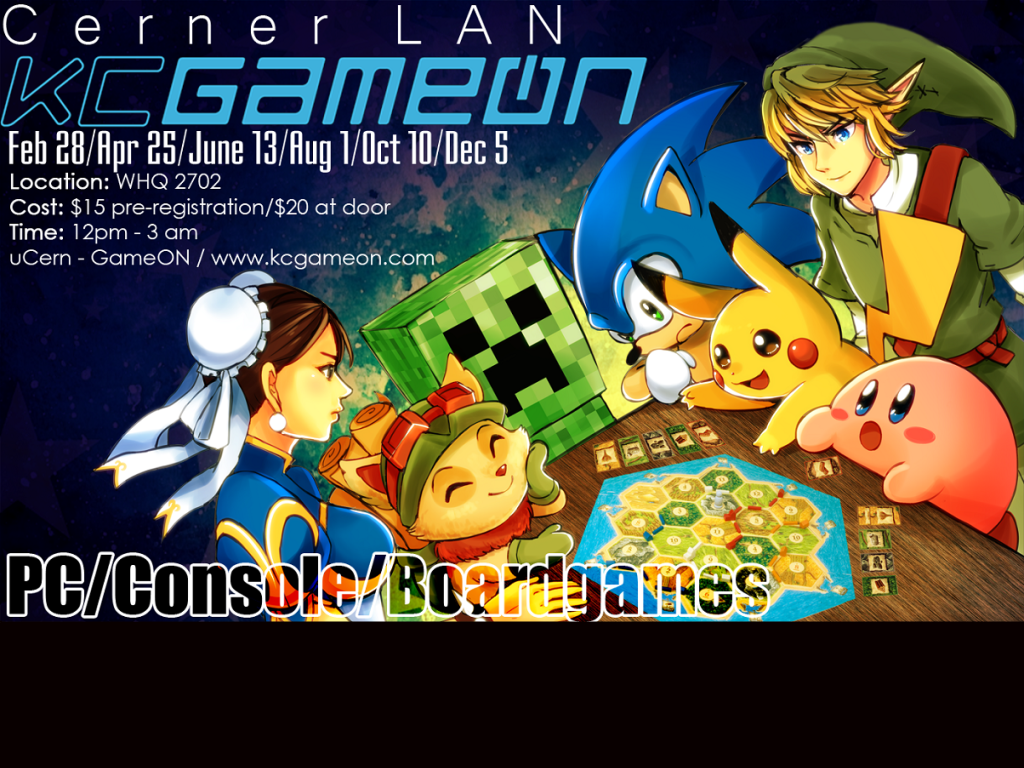 Cerner LAN
KCGAMEON
Feb 28/Apr 25/June 13/Aug 1/Oct 10/Dec 5
Location: WHQ 2702
Cost: $15 pre-registration/$20 at door
Time: 12pm - 3 am
uCern - GameON / www.kcgameon.com
PC/Console/Boardgames